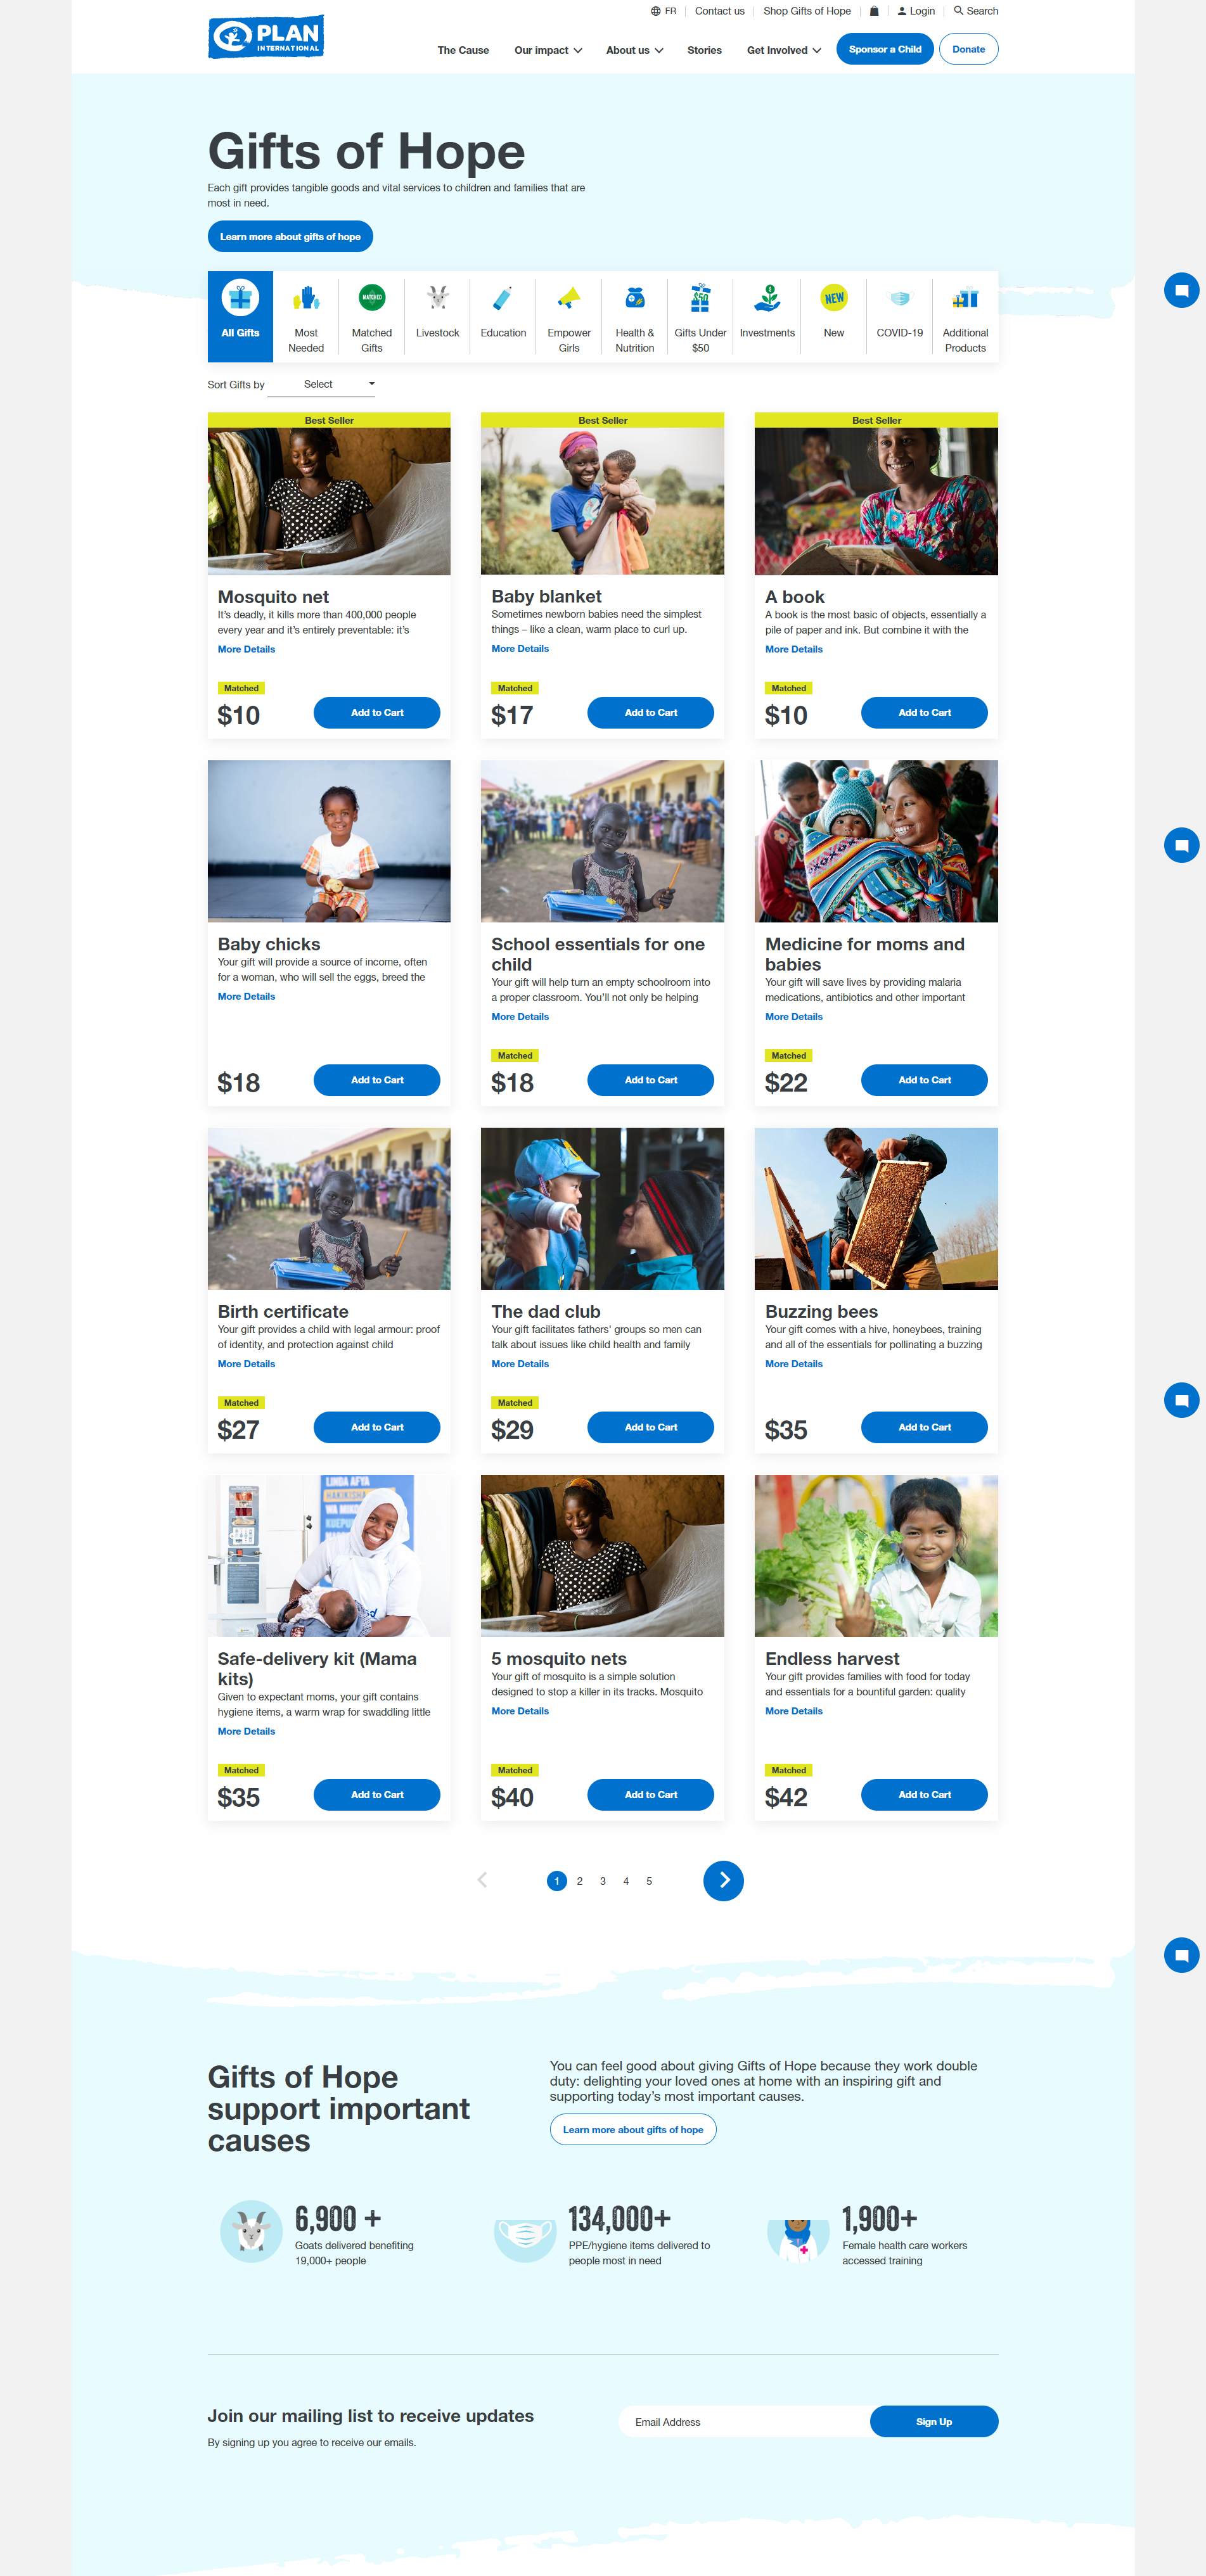 PLAN
INTERNATIONAL
FR
Contact us
Shop Gifts of Hope
Login
Search
The Cause
Our impact
About us
Stories
Get Involved
Sponsor a Child
Donate
Gifts of Hope
Each gift provides tangible goods and vital services to children and families that are
most in need.
Learn more about gifts of hope
All Gifts
Most
Needed
MATCHED
Matched
Gifts
Livestock
Education
Empower
Girls
Health &
Nutrition
$50
Gifts Under
$50
Investments
NEW
New
COVID-19
Additional
Products
Sort Gifts by
Select
Best Seller
Mosquito net
It's deadly, it kills more than 400,000 people
every year and it's entirely preventable: it's
More Details
Matched
$10
Add to Cart
Best Seller
Baby blanket
Sometimes newborn babies need the simplest
things – like a clean, warm place to curl up.
More Details
Matched
$17
Add to Cart
Best Seller
A book
A book is the most basic of objects, essentially a
pile of paper and ink. But combine it with the
More Details
Matched
$10
Add to Cart
Baby chicks
Your gift will provide a source of income, often
for a woman, who will sell the eggs, breed the
More Details
$18
Add to Cart
School essentials for one
child
Your gift will help turn an empty schoolroom into
a proper classroom. You'll not only be helping
More Details
Matched
$18
Add to Cart
Medicine for moms and
babies
Your gift will save lives by providing malaria
medications, antibiotics and other important
More Details
Matched
$22
Add to Cart
Birth certificate
Your gift provides a child with legal armour: proof
of identity, and protection against child
More Details
Matched
$27
Add to Cart
The dad club
Your gift facilitates fathers' groups so men can
talk about issues like child health and family
More Details
Matched
$29
Add to Cart
Buzzing bees
Your gift comes with a hive, honeybees, training
and all of the essentials for pollinating a buzzing
More Details
$35
Add to Cart
LINDA AFYA
Safe-delivery kit (Mama
kits)
Given to expectant moms, your gift contains
hygiene items, a warm wrap for swaddling little
More Details
Matched
$35
Add to Cart
5 mosquito nets
Your gift of mosquito is a simple solution
designed to stop a killer in its tracks. Mosquito
More Details
Matched
$40
Add to Cart
Endless harvest
Your gift provides families with food for today
and essentials for a bountiful garden: quality
More Details
Matched
$42
Add to Cart
1 2 3 4 5
Gifts of Hope
support important
causes
You can feel good about giving Gifts of Hope because they work double
duty: delighting your loved ones at home with an inspiring gift and
supporting today's most important causes.
Learn more about gifts of hope
6,900 +
Goats delivered benefiting
19,000+ people
134,000+
PPE/hygiene items delivered to
people most in need
1,900+
Female health care workers
accessed training
Join our mailing list to receive updates
By signing up you agree to receive our emails.
Email Address
Sign Up